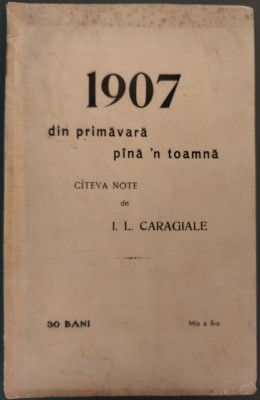 1907
din primăvară
pînă 'n toamnă
CÎTEVA NOTE
de
I. L. CARAGIALE
30 BANI
Mia a 6-a